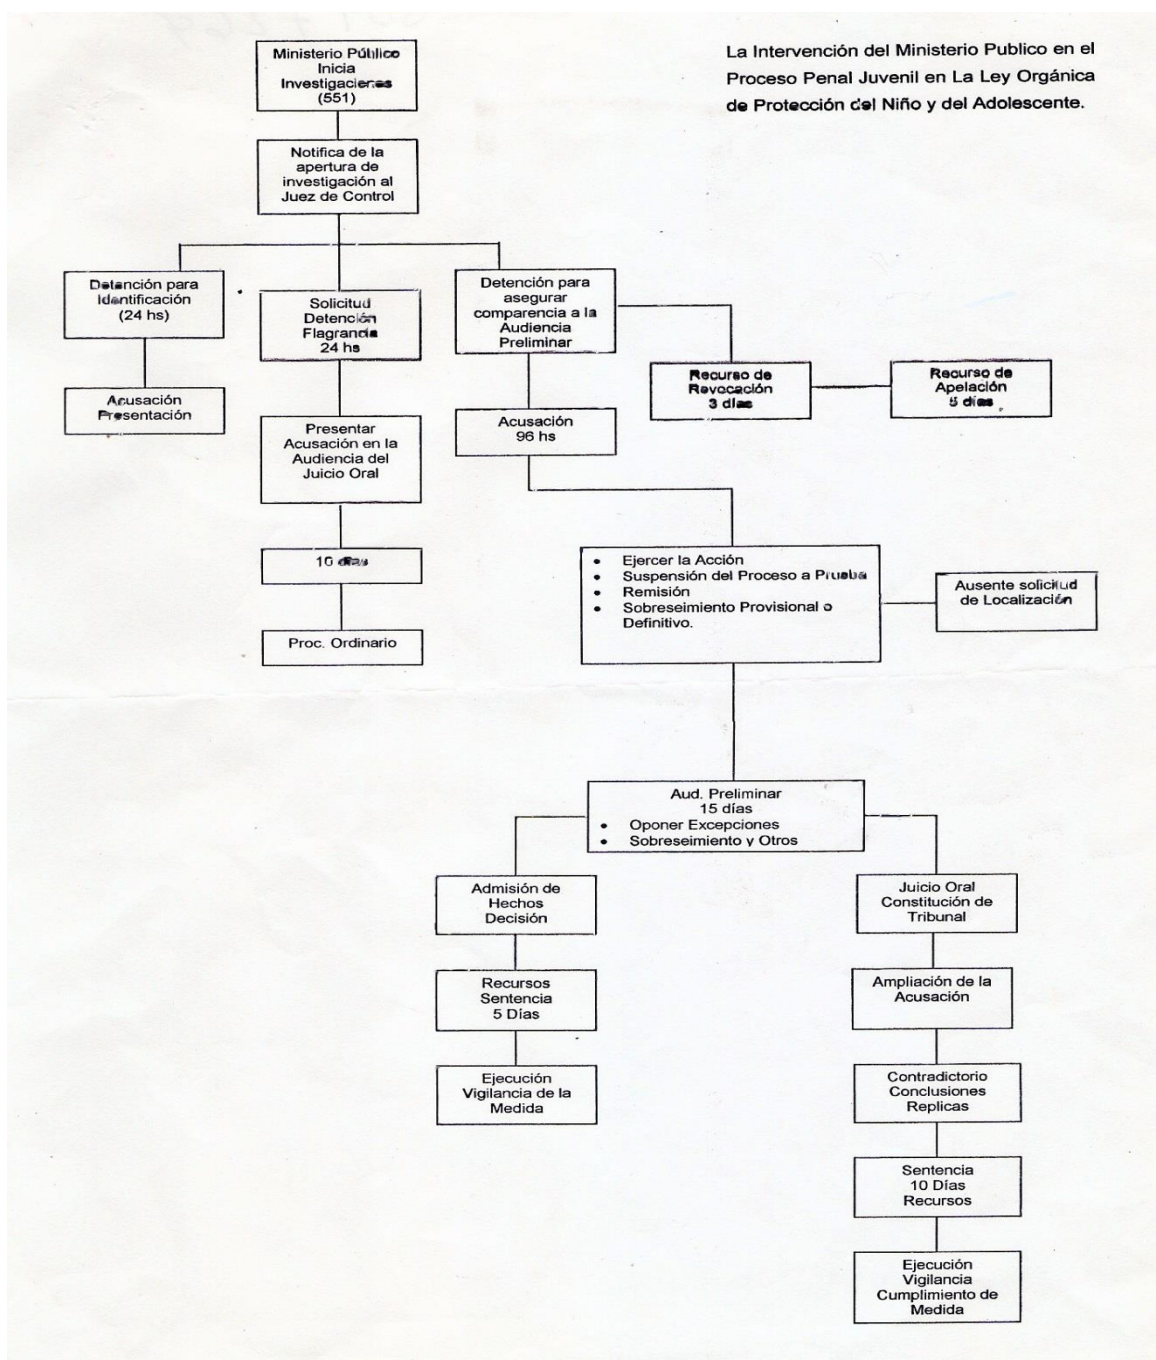 La Intervención del Ministerio Publico en el
Proceso Penal Juvenil en La Ley Orgánica
de Protección del Niño y del Adolescente.
Ministerio Público
Inicia
Investigaciones
(551)
Notifica de la
apertura de
investigación al
Juez de Control
Detención para
Identificación
(24 hs)
Acusación
Presentación
Solicitud
Detención
Flagrancia
24 hs
Presentar
Acusación en la
Audiencia del
Juicio Oral
10 días
Proc. Ordinario
Detención para
asegurar
comparencia a la
Audiencia
Preliminar
Recurso de
Revocación
3 días
Recurso de
Apelación
5 días
Acusación
96 hs
• Ejercer la Acción
• Suspensión del Proceso a Prueba
• Remisión
• Sobreseimiento Provisional o
Definitivo.
Ausente solicitud
de Localización
Aud. Preliminar
15 días
• Oponer Excepciones
• Sobreseimiento y Otros
Admisión de
Hechos
Decisión
Recursos
Sentencia
5 Días
Ejecución
Vigilancia de la
Medida
Juicio Oral
Constitución de
Tribunal
Ampliación de la
Acusación
Contradictorio
Conclusiones
Replicas
Sentencia
10 Días
Recursos
Ejecución
Vigilancia
Cumplimiento de
Medida